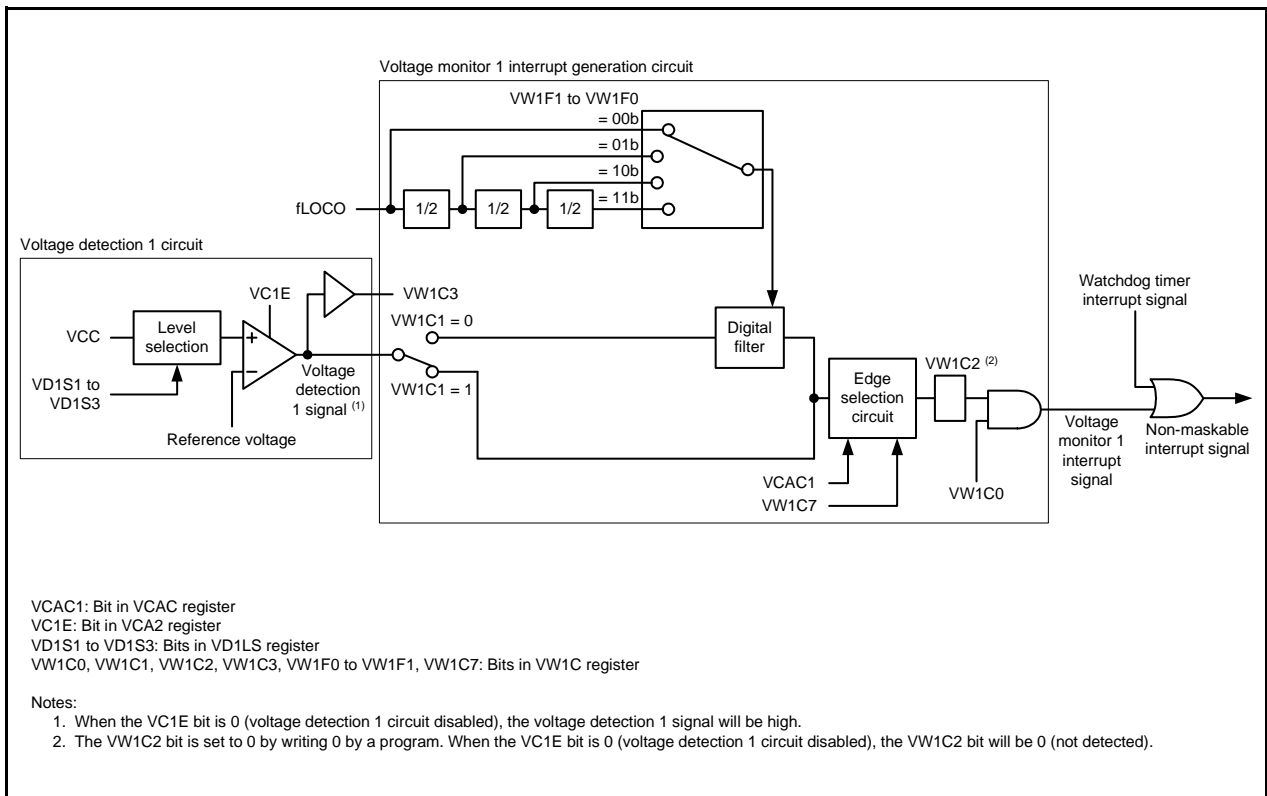 Voltage monitor 1 interrupt generation circuit
VW1F1 to VW1F0
= 00b
= 01b
= 10b
= 11b
fLOCO
1/2
1/2
1/2
Voltage detection 1 circuit
VC1E
VW1C3
VCC
Level
selection
+
−
VD1S1 to
VD1S3
Reference voltage
Voltage
detection
1 signal (1)
VW1C1 = 0
VW1C1 = 1
Digital
filter
Edge
selection
circuit
VCAC1
VW1C7
VW1C2 (2)
VW1C0
Watchdog timer
interrupt signal
Voltage
monitor 1
interrupt
signal
Non-maskable
interrupt signal
VCAC1: Bit in VCAC register
VC1E: Bit in VCA2 register
VD1S1 to VD1S3: Bits in VD1LS register
VW1C0, VW1C1, VW1C2, VW1C3, VW1F0 to VW1F1, VW1C7: Bits in VW1C register
Notes:
1. When the VC1E bit is 0 (voltage detection 1 circuit disabled), the voltage detection 1 signal will be high.
2. The VW1C2 bit is set to 0 by writing 0 by a program. When the VC1E bit is 0 (voltage detection 1 circuit disabled), the VW1C2 bit will be 0 (not detected).